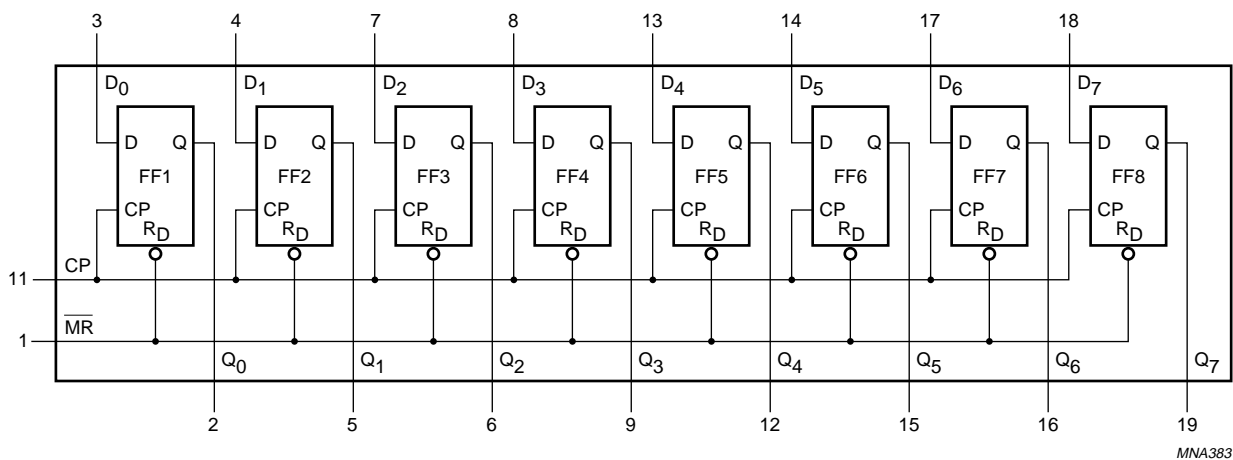 3 4 7 8 13 14 17 18
D0 D1 D2 D3 D4 D5 D6 D7
D Q D Q D Q D Q D Q D Q D Q D Q
FF1 FF2 FF3 FF4 FF5 FF6 FF7 FF8
CP CP CP CP CP CP CP CP
RD RD RD RD RD RD RD RD
CP
11
MR
1
Q0 Q1 Q2 Q3 Q4 Q5 Q6 Q7
2 5 6 9 12 15 16 19
MNA383